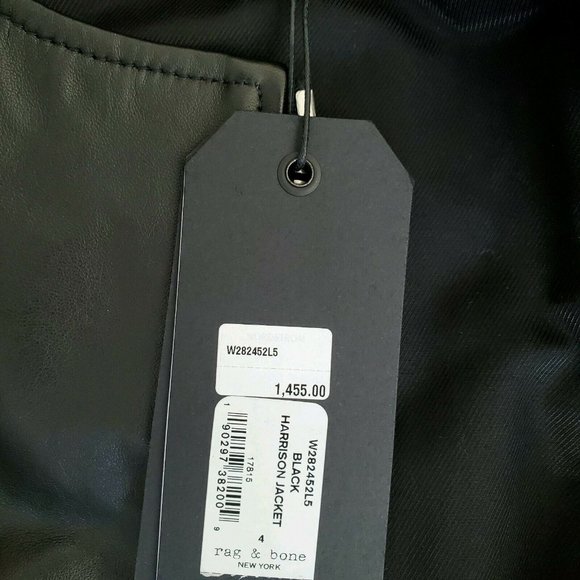 W282452L5
1,455.00
W282452L5
BLACK
HARRISON JACKET
17815
1 90297 38200 9
4
rag & bone
NEW YORK